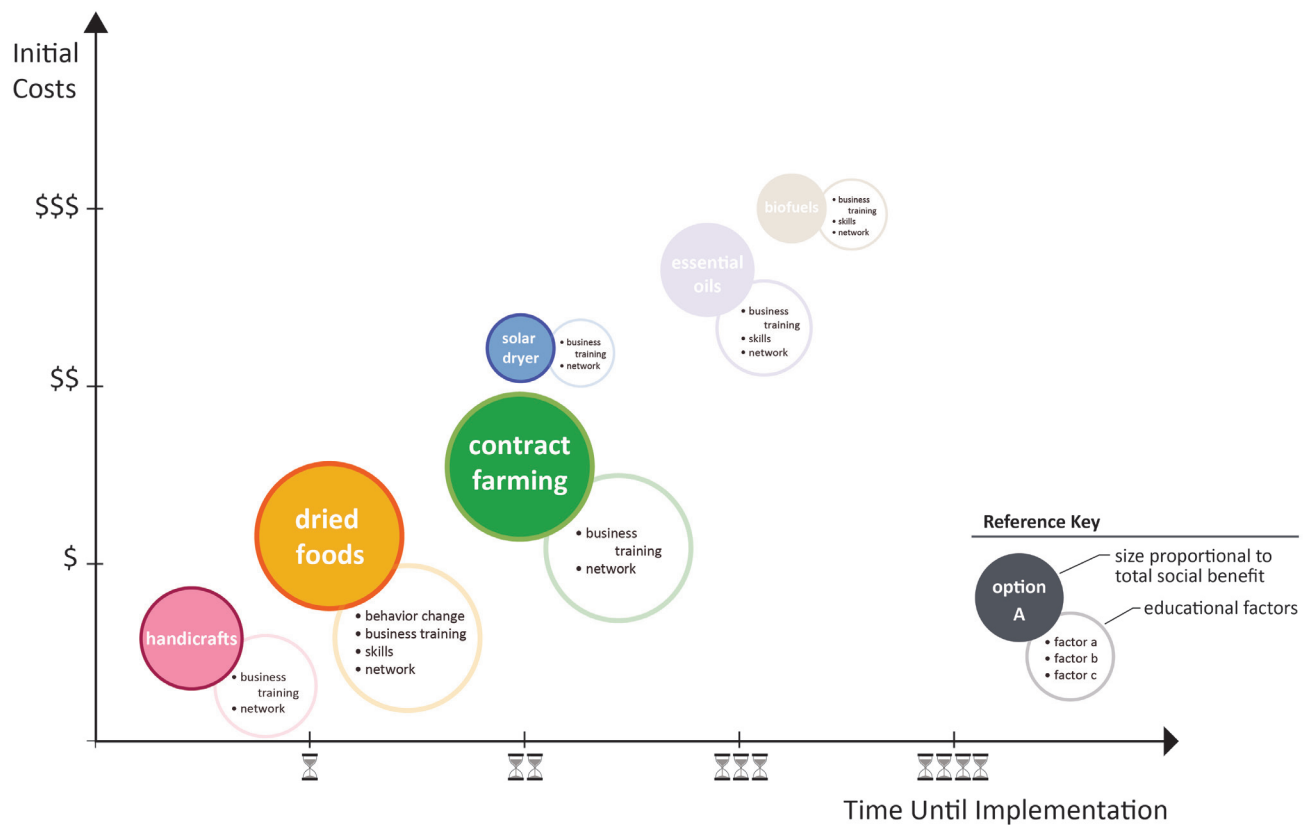 Initial
Costs
$$$
$$
$
biofuels
• business
training
• skills
• network
essential
oils
• business
training
• skills
• network
solar
dryer
• business
training
• network
contract
farming
• business
training
• network
dried
foods
• behavior change
• business training
• skills
• network
handicrafts
• business
training
• network
Reference Key
option
A
size proportional to
total social benefit
educational factors
• factor a
• factor b
• factor c
Time Until Implementation